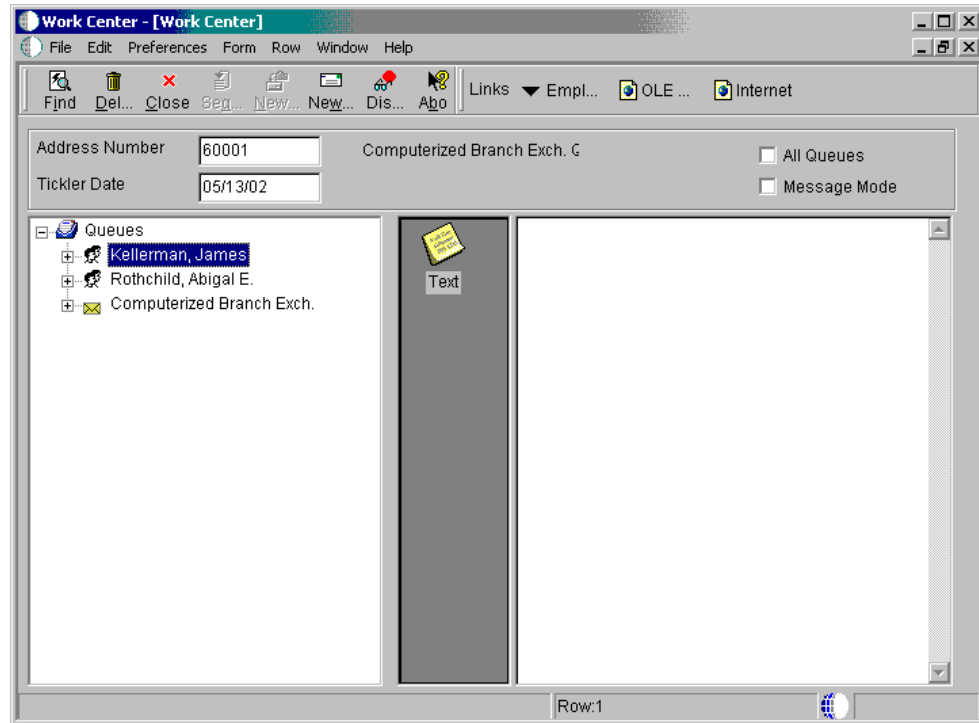 Work Center - [Work Center]
File Edit Preferences Form Row Window Help
Find Del... Close Seq... New... New... Dis... Abo Links Empl... OLE ... Internet
Address Number 60001 Computerized Branch Exch. All Queues
Tickler Date 05/13/02 Message Mode
Queues
Kellerman, James
Rothchild, Abigal E.
Computerized Branch Exch.
Text
Row:1